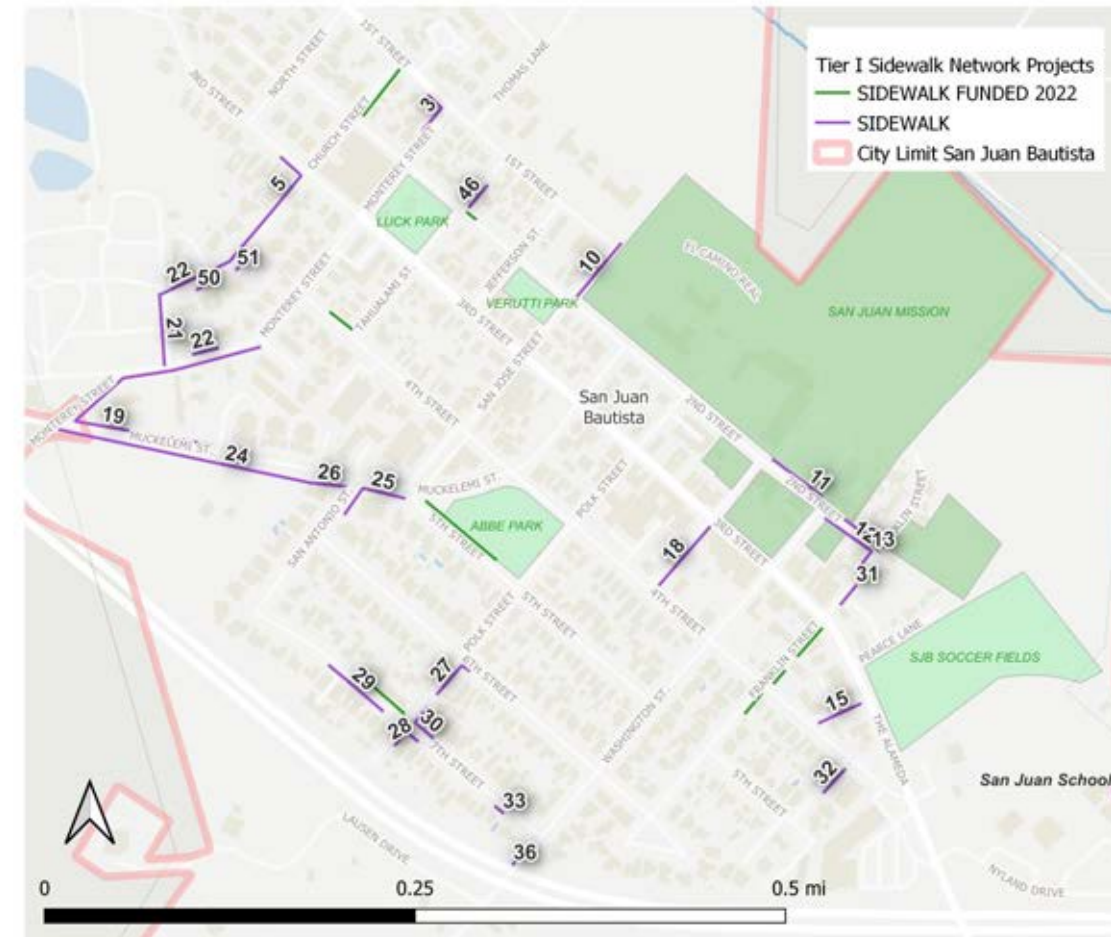 Tier I Sidewalk Network Projects
SIDEWALK FUNDED 2022
SIDEWALK
City Limit San Juan Bautista
1ST STREET
THOMAS LANE
NORTH STREET
3RD STREET
CHURCH STREET
3
MONTEREY STREET
5
46
1ST STREET
LUCK PARK
JEFFERSON ST.
10
EL CAMINO REAL
51
22
50
VERUTTI PARK
SAN JUAN MISSION
TAHUALAMI ST.
3RD STREET
MONTEREY STREET
21
22
SAN JOSE STREET
4TH STREET
San Juan
Bautista
2ND STREET
MONTEREY STREET
19
MUCKELEMI ST.
24
26
25
MUCKELEMI ST.
POLK STREET
11
2ND STREET
SAN ANTONIO ST.
5TH STREET
ABBE PARK
18
3RD STREET
12
13
31
4TH STREET
5TH STREET
POLK STREET
PEARCE LANE
SJB SOCCER FIELDS
FRANKLIN STREET
27
6TH STREET
29
WASHINGTON ST.
15
28
30
7TH STREET
THE ALAMEDA
32
5TH STREET
San Juan School
33
LAUSEN DRIVE
36
NYLAND DRIVE
0
0.25
0.5 mi